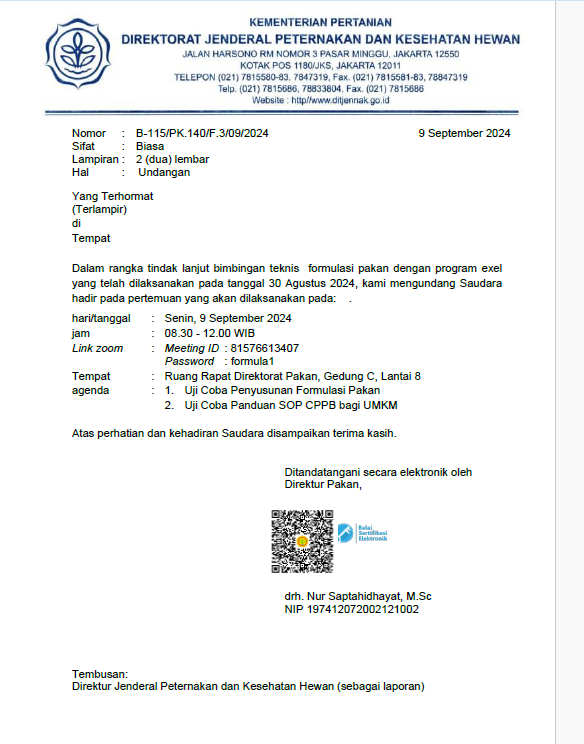 KEMENTERIAN PERTANIAN
DIREKTORAT JENDERAL PETERNAKAN DAN KESEHATAN HEWAN
JALAN HARSONO RM NOMOR 3 PASAR MINGGU, JAKARTA 12550
KOTAK POS 1180/JKS, JAKARTA 12011
TELEPON (021) 7815580-83, 7847319, Fax. (021) 7815581-83, 78847319
Telp. (021) 7815686, 78833804, Fax. (021) 7815686
Website : http//www.ditjennak.go.id
Nomor : B-115/PK.140/F.3/09/2024 9 September 2024
Sifat : Biasa
Lampiran : 2 (dua) lembar
Hal : Undangan
Yang Terhormat
(Terlampir)
di
Tempat
Dalam rangka tindak lanjut bimbingan teknis formulasi pakan dengan program exel
yang telah dilaksanakan pada tanggal 30 Agustus 2024, kami mengundang Saudara
hadir pada pertemuan yang akan dilaksanakan pada: .
hari/tanggal : Senin, 9 September 2024
jam : 08.30 - 12.00 WIB
Link zoom : Meeting ID : 81576613407
Password : formula1
Tempat : Ruang Rapat Direktorat Pakan, Gedung C, Lantai 8
agenda : 1. Uji Coba Penyusunan Formulasi Pakan
2. Uji Coba Panduan SOP CPPB bagi UMKM
Atas perhatian dan kehadiran Saudara disampaikan terima kasih.
Ditandatangani secara elektronik oleh
Direktur Pakan,
Balai
Sertifikasi
Elektronik
drh. Nur Saptahidhayat, M.Sc
NIP 197412072002121002
Tembusan:
Direktur Jenderal Peternakan dan Kesehatan Hewan (sebagai laporan)